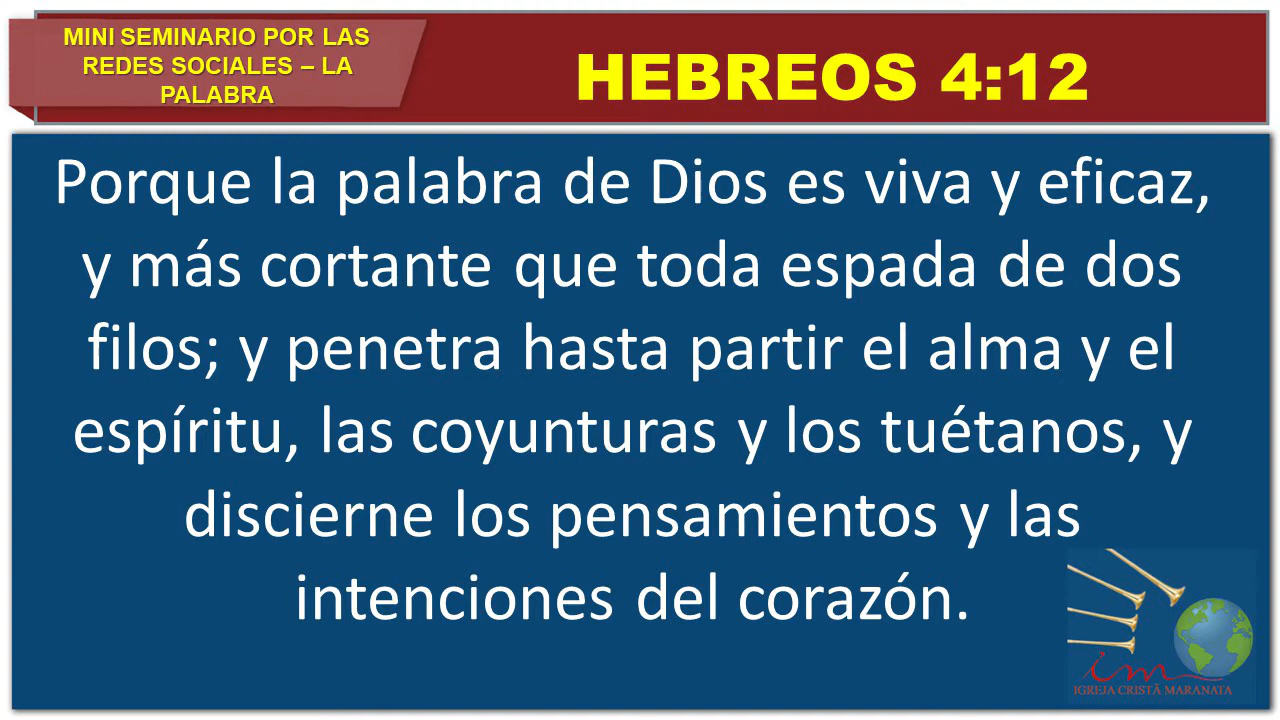 MINI SEMINARIO POR LAS
REDES SOCIALES – LA
PALABRA
HEBREOS 4:12
Porque la palabra de Dios es viva y eficaz,
y más cortante que toda espada de dos
filos; y penetra hasta partir el alma y el
espíritu, las coyunturas y los tuétanos, y
discierne los pensamientos y las
intenciones del corazón.
im
IGREJA CRISTÃ MARANATA